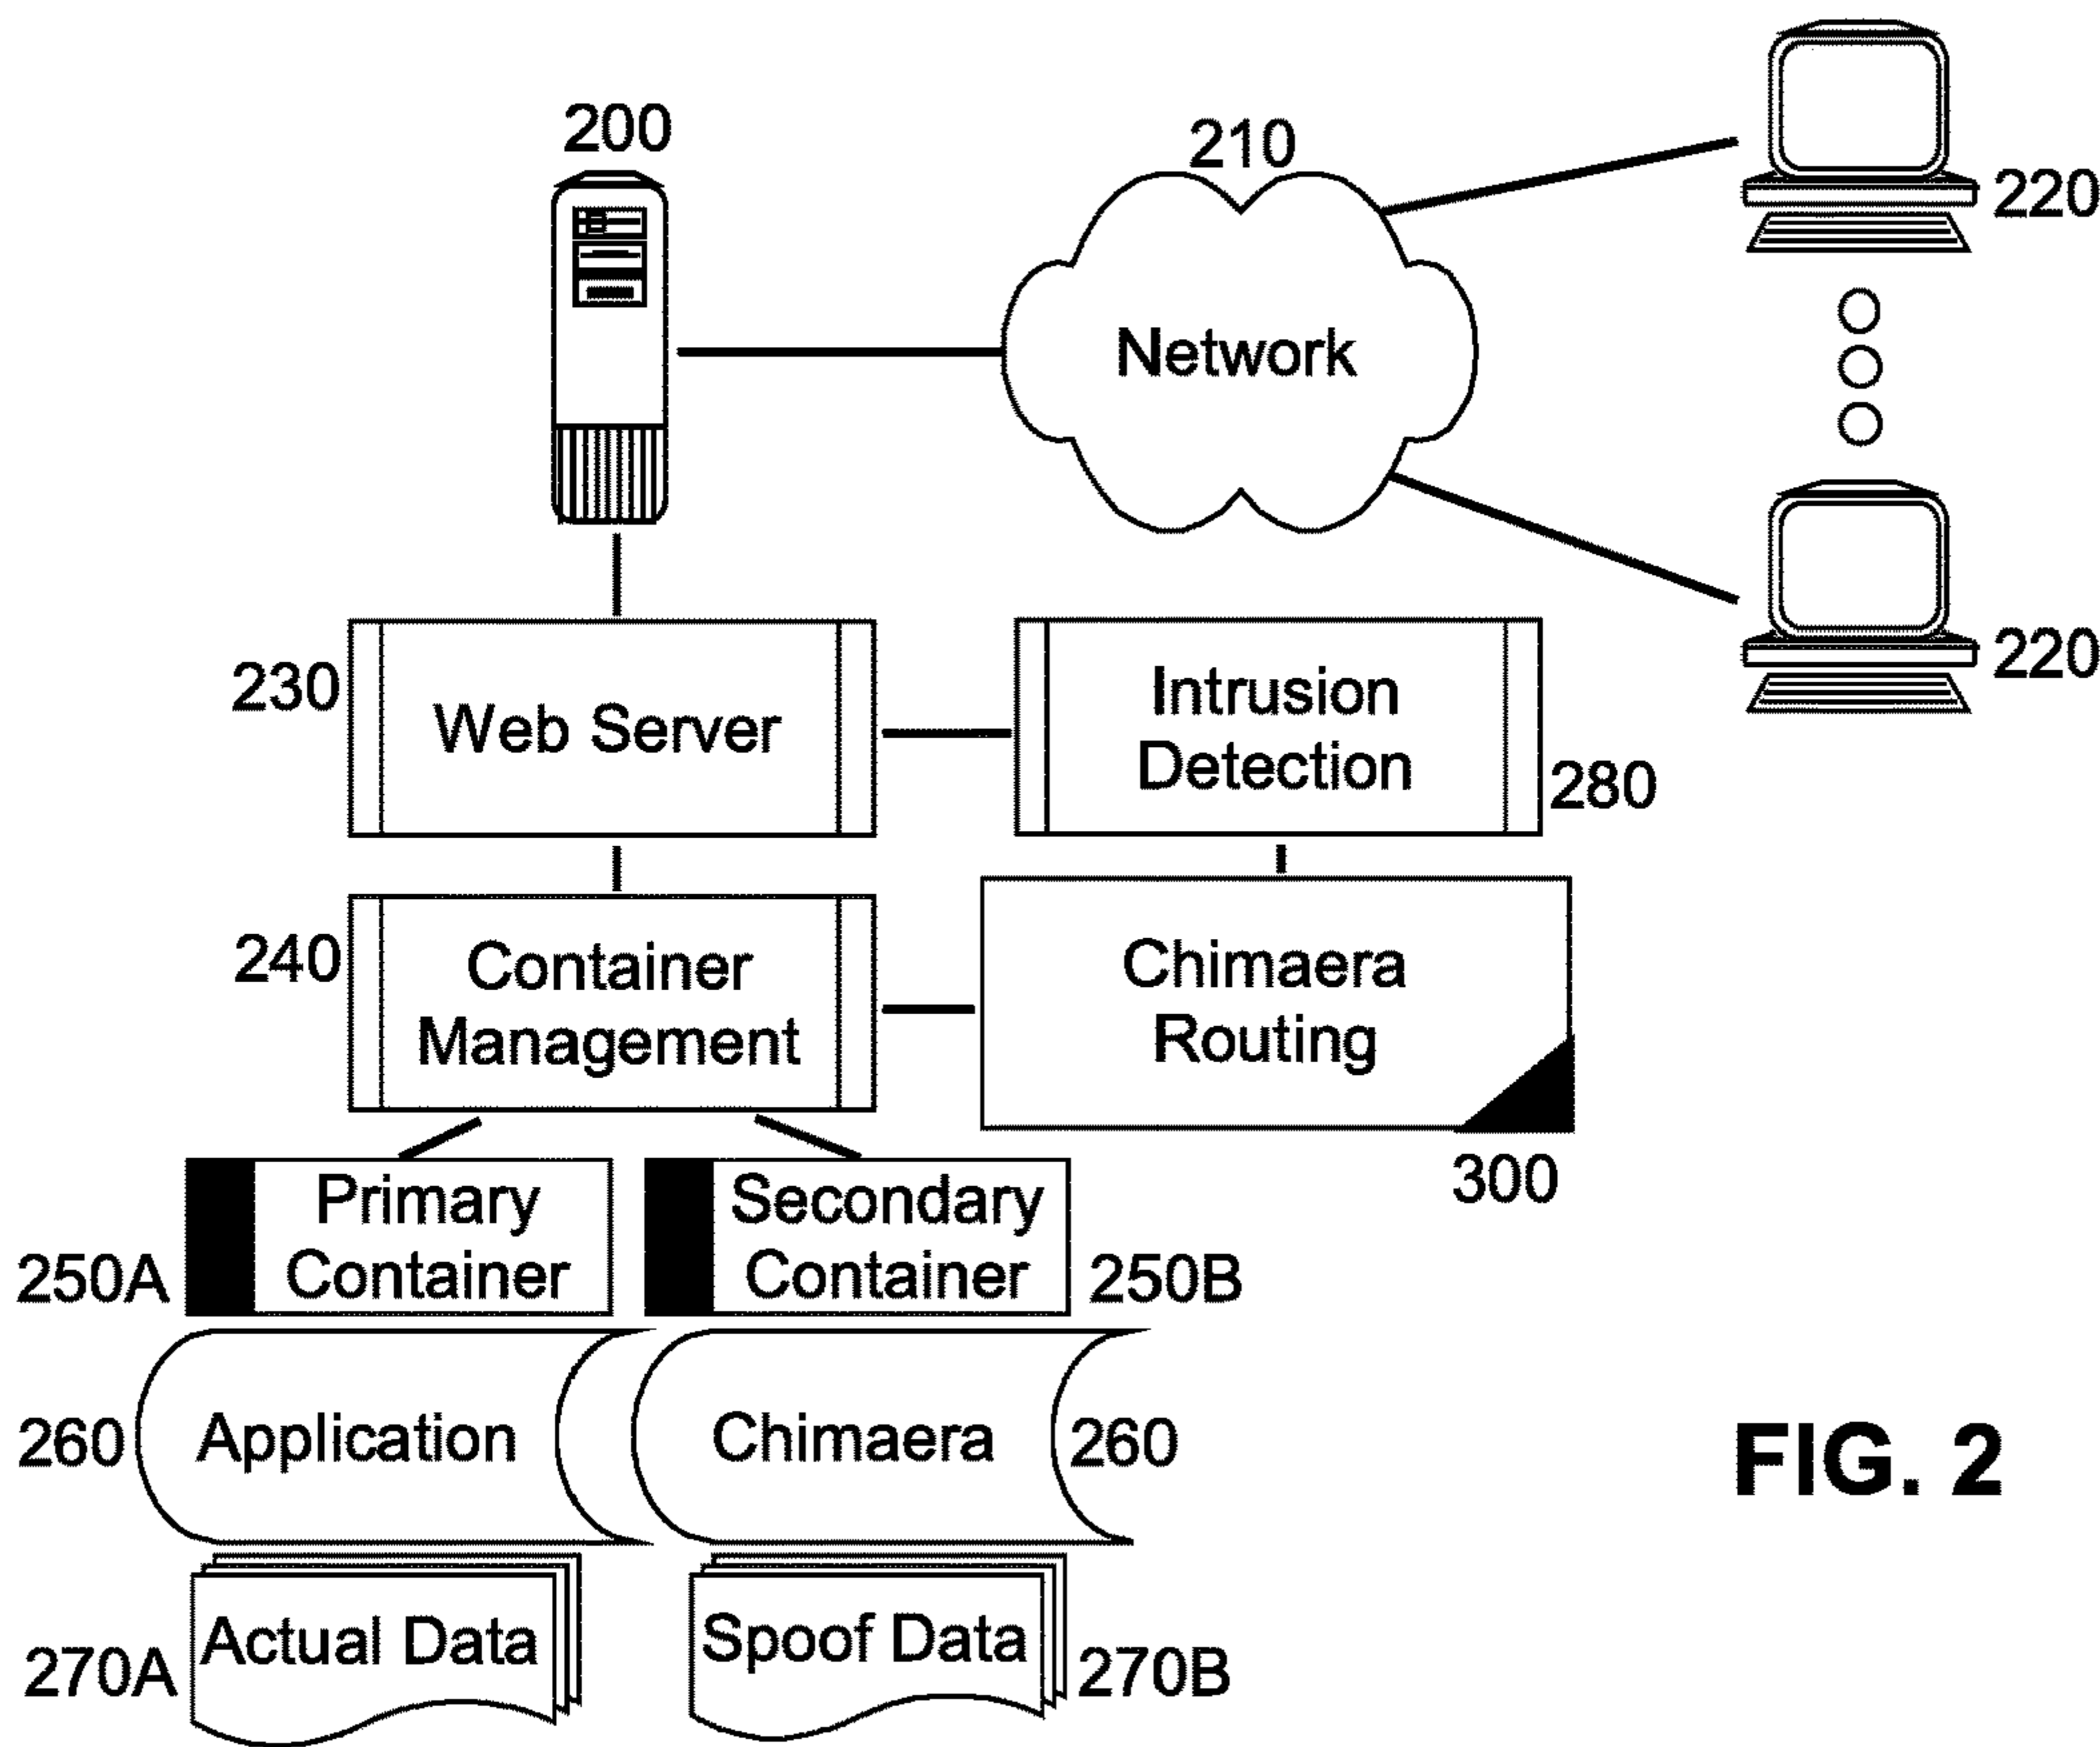 200
210
220
Network
220
230
Web Server
Intrusion
Detection
280
240
Container
Management
Chimaera
Routing
300
250A
Primary
Container
Secondary
Container
250B
260
Application
Chimaera
260
FIG. 2
270A
Actual Data
Spoof Data
270B